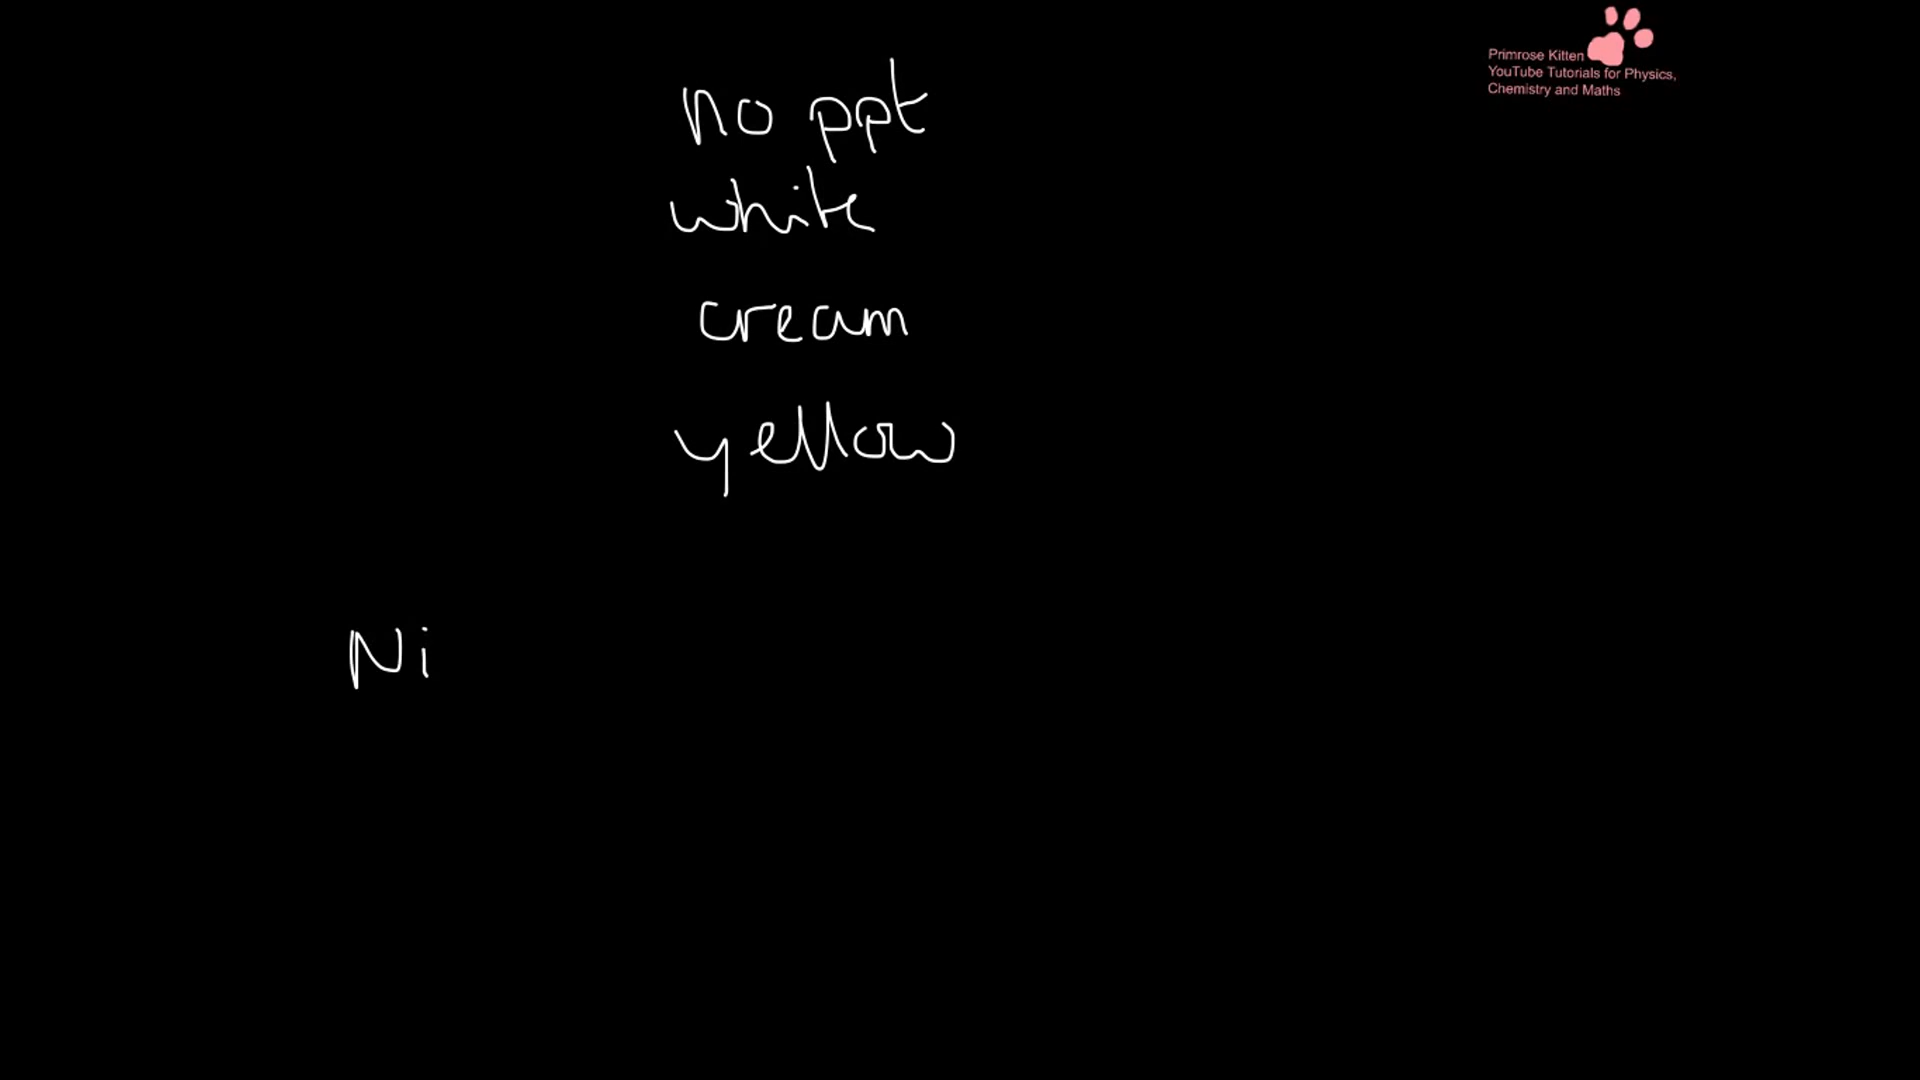 Primrose Kitten
YouTube Tutorials for Physics,
Chemistry and Maths
no ppt
white
cream
yellow
Ni